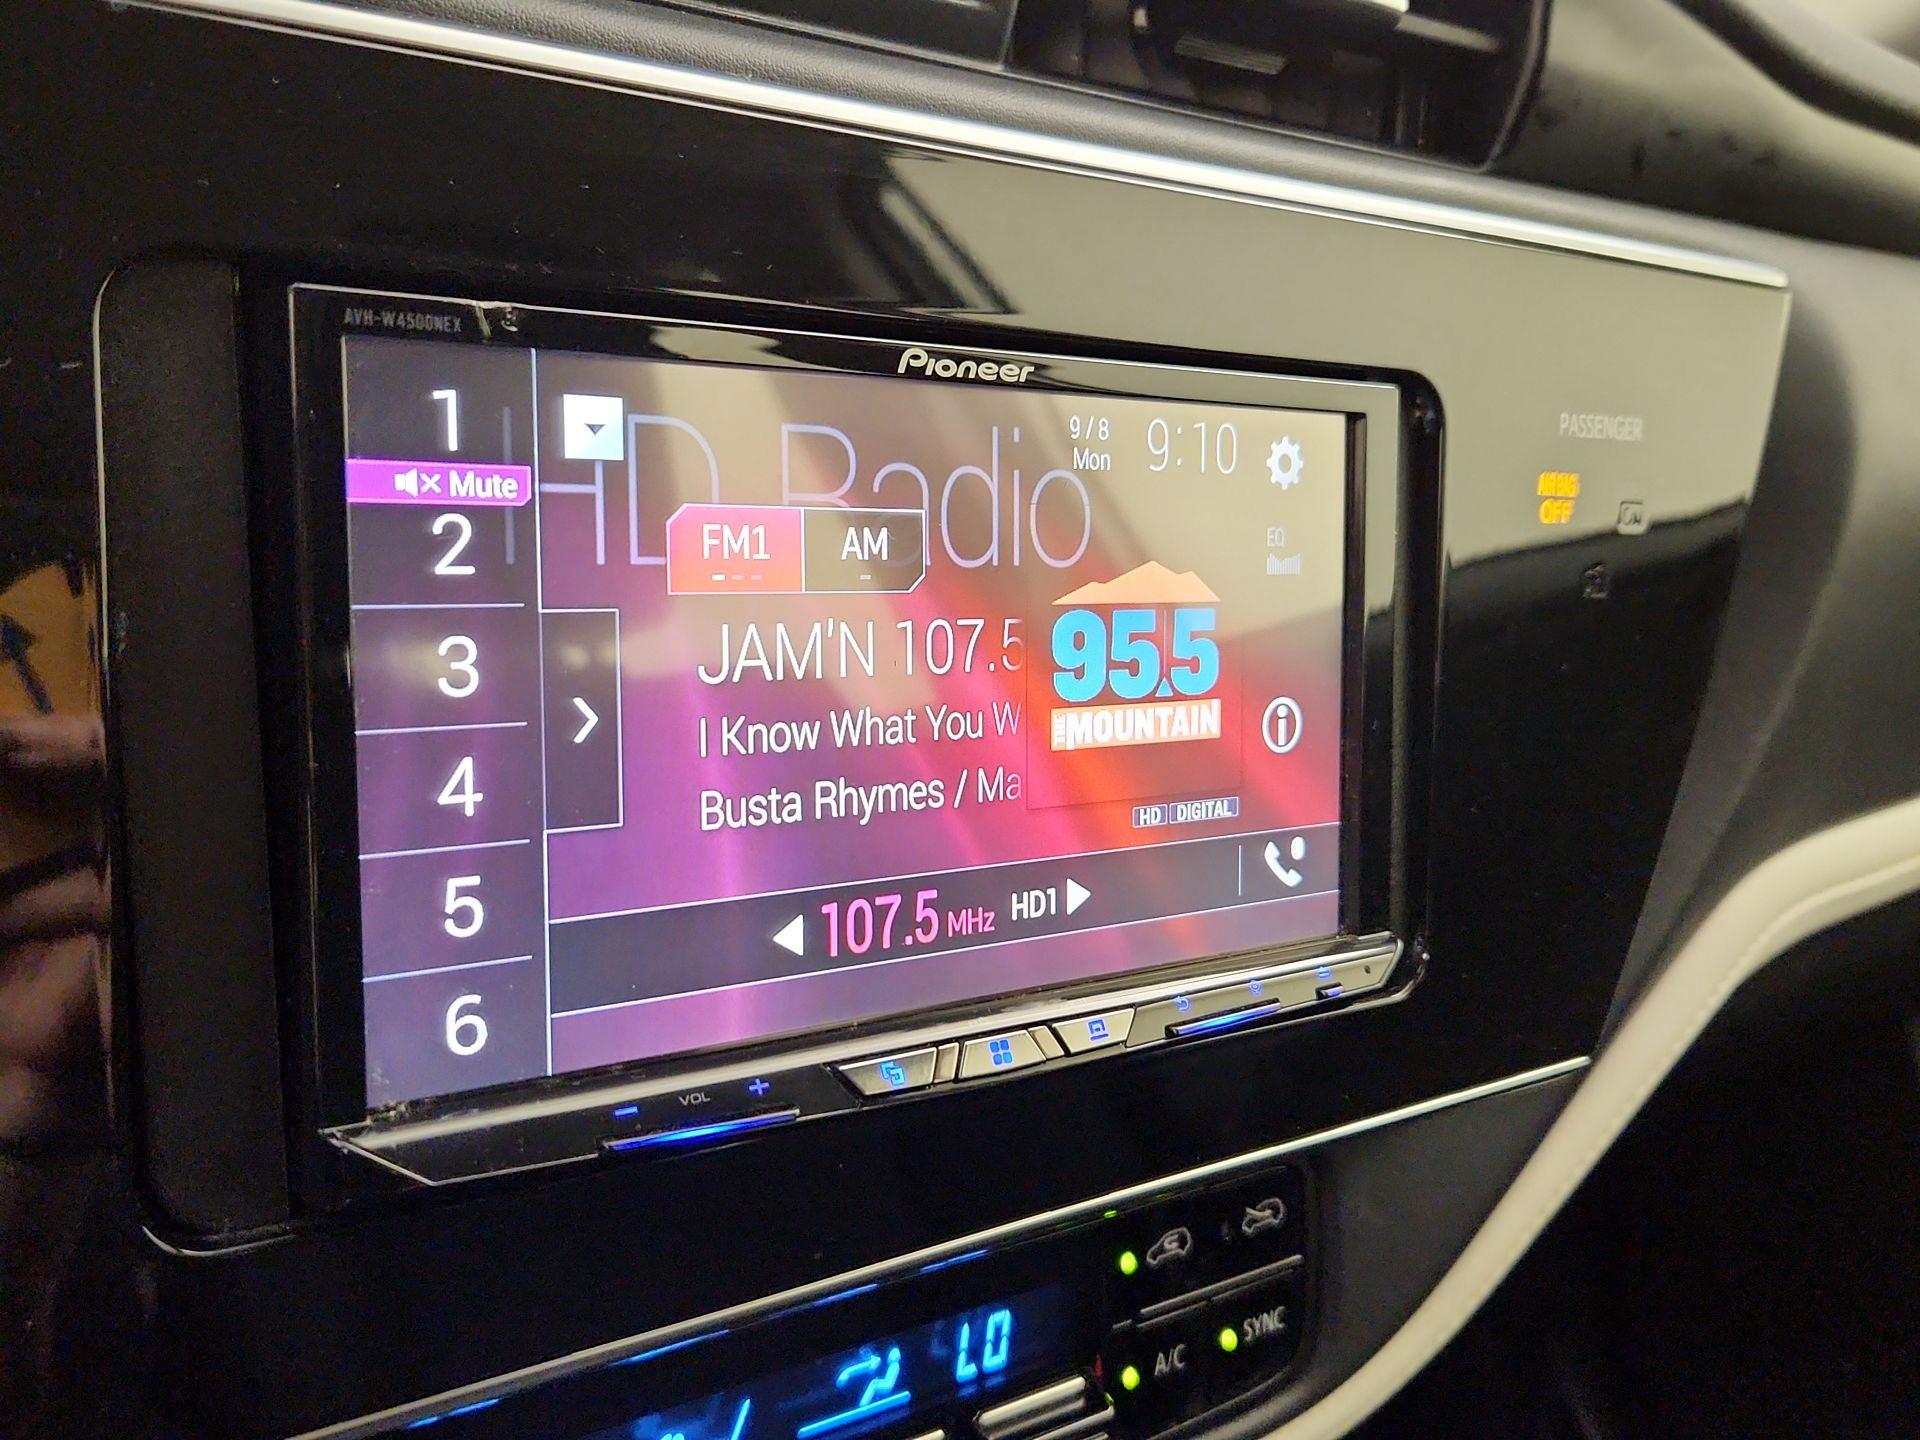 AVH-W4500NEX
Pioneer
1
Mute
2
3
4
5
6
HD Radio
9/8
Mon
9:10
EQ
FM1
AM
JAM'N 107.5
I Know What You W
Busta Rhymes / Ma
95.5
THE MOUNTAIN
HD DIGITAL
107.5 MHz HD1
VOL
PASSENGER
AIR BAG
OFF
ON
LO
A/C
SYNC